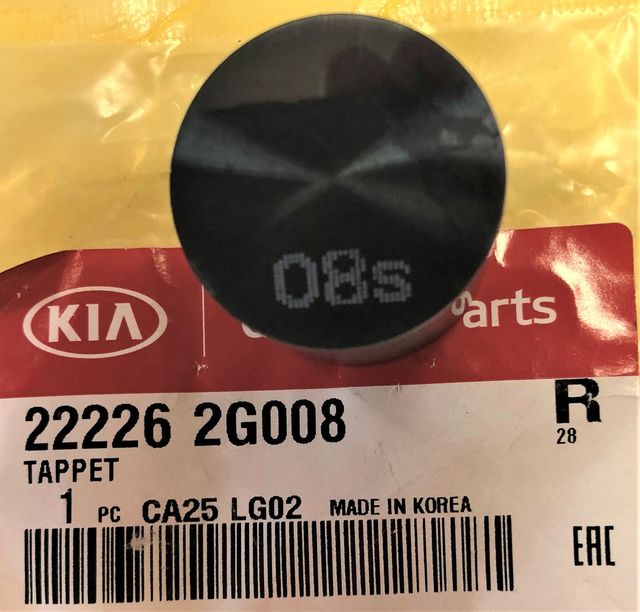 08s
KIA
arts
22226 2G008
R
28
TAPPET
1 PC CA25 LG02 MADE IN KOREA
EAC